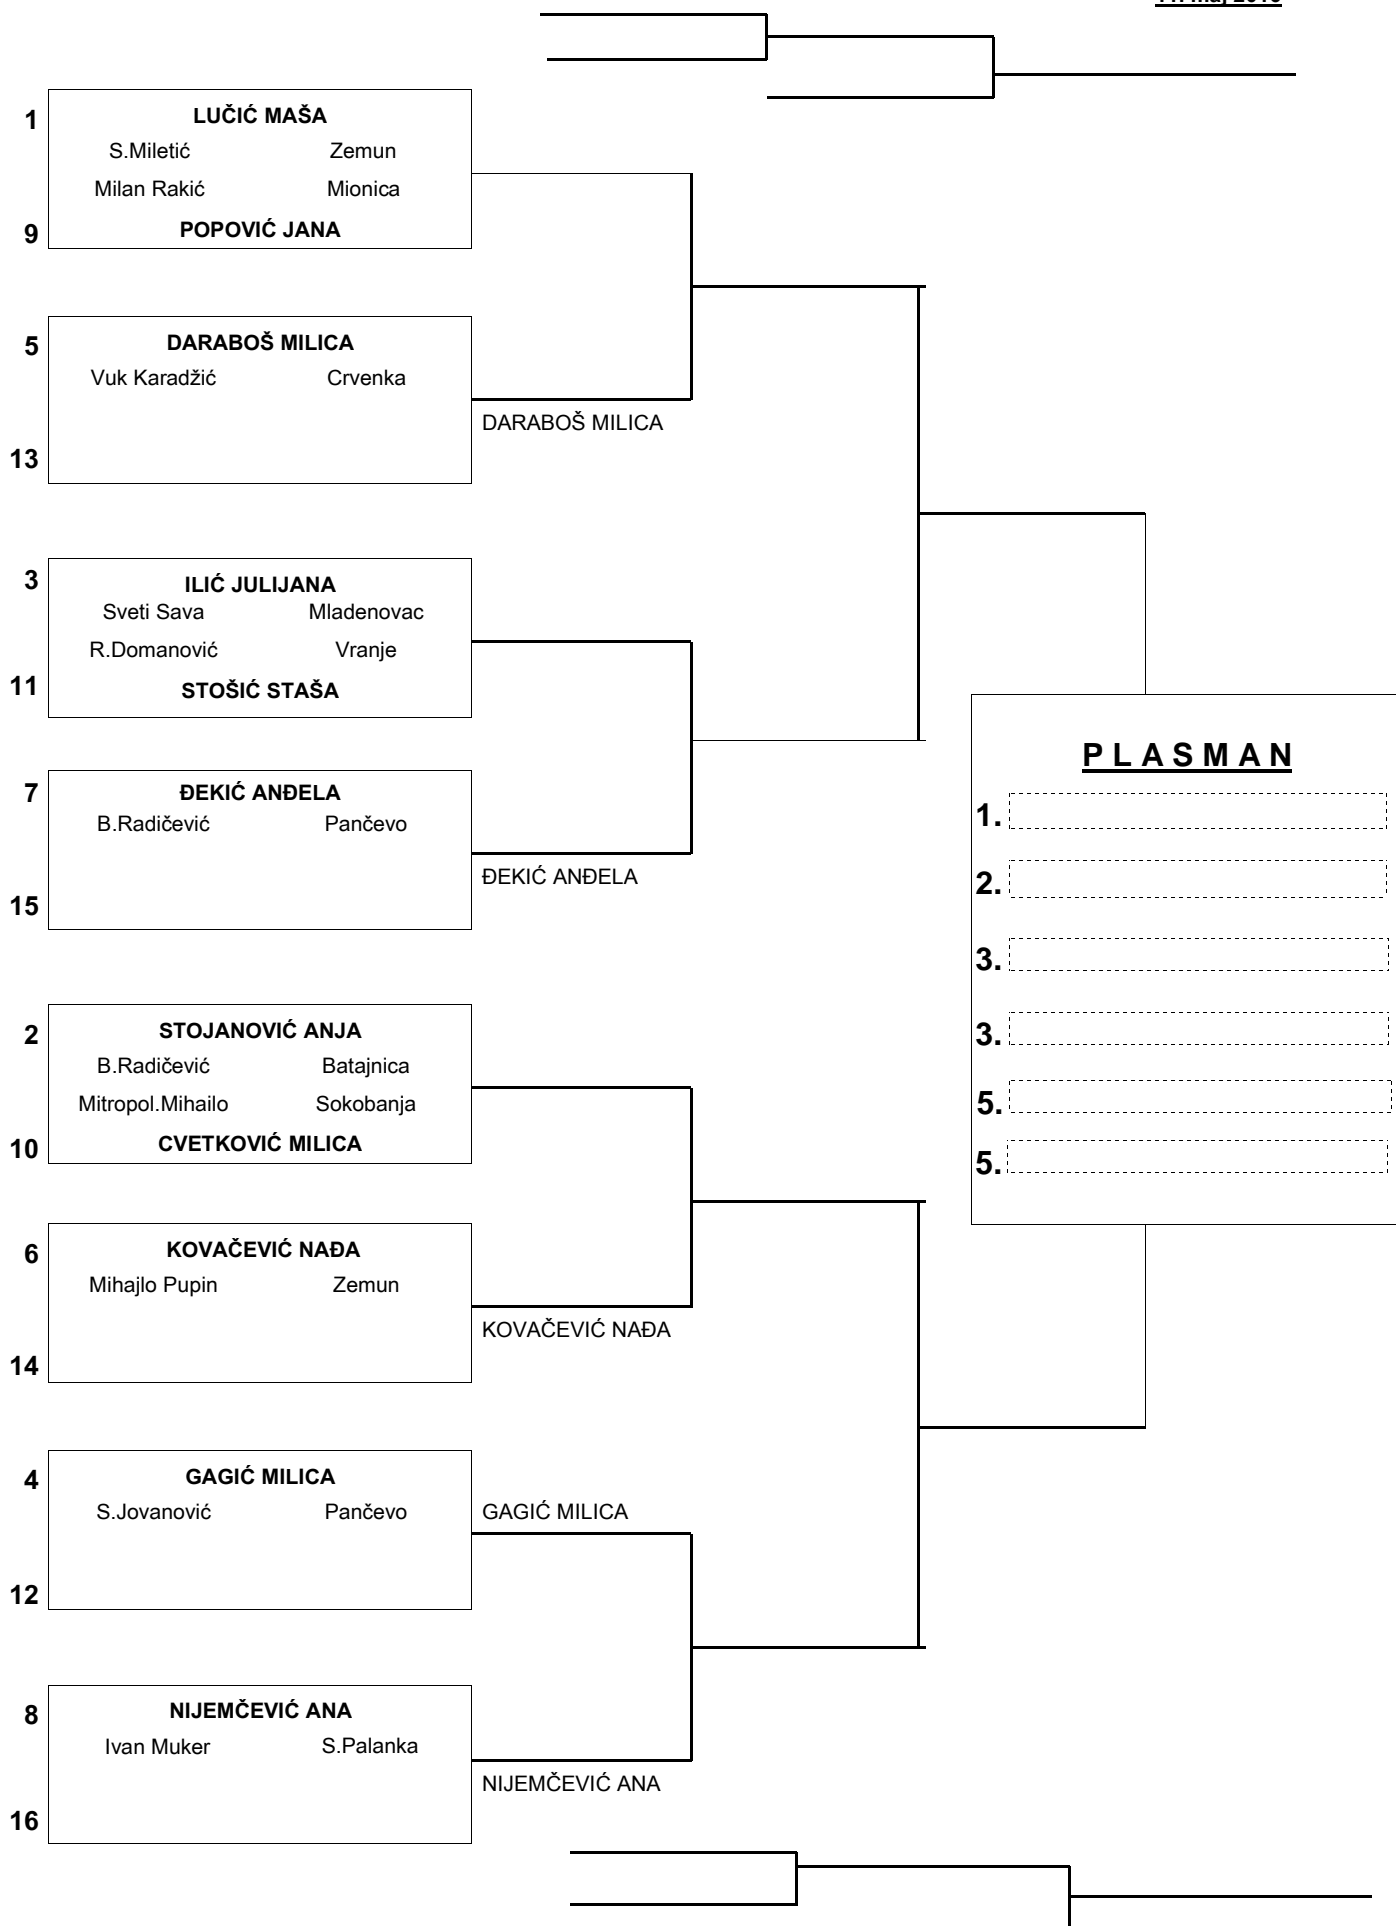 1 LUČIĆ MAŠA
S.Miletić Zemun
Milan Rakić Mionica
9 POPOVIĆ JANA
5 DARABOŠ MILICA
Vuk Karadžić Crvenka
DARABOŠ MILICA
13
3 ILIĆ JULIJANA
Sveti Sava Mladenovac
R.Domanović Vranje
11 STOŠIĆ STAŠA
PLASMAN
7 ĐEKIĆ ANĐELA
B.Radičević Pančevo
ĐEKIĆ ANĐELA
15
1.
2.
3.
3.
5.
5.
2 STOJANOVIĆ ANJA
B.Radičević Batajnica
Mitropol.Mihailo Sokobanja
10 CVETKOVIĆ MILICA
6 KOVAČEVIĆ NAĐA
Mihajlo Pupin Zemun
KOVAČEVIĆ NAĐA
14
4 GAGIĆ MILICA
S.Jovanović Pančevo GAGIĆ MILICA
12
8 NIJEMČEVIĆ ANA
Ivan Muker S.Palanka
NIJEMČEVIĆ ANA
16